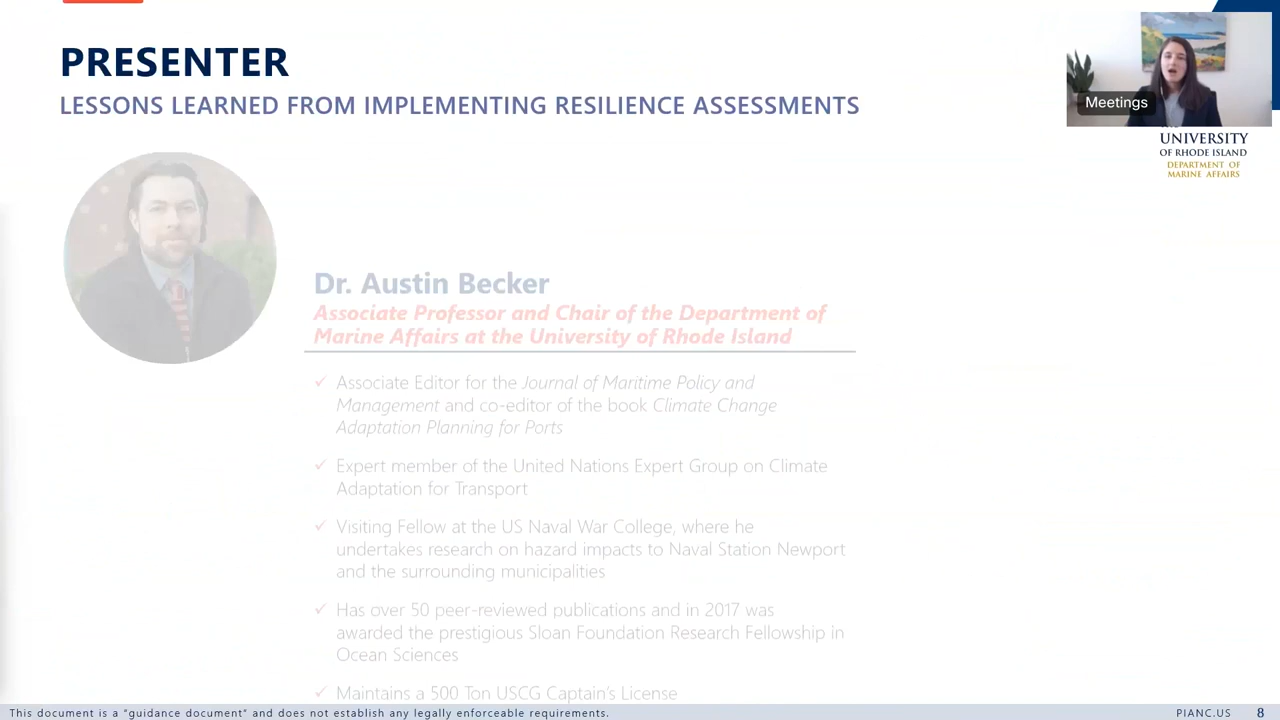 PRESENTER
LESSONS LEARNED FROM IMPLEMENTING RESILIENCE ASSESSMENTS
Meetings
UNIVERSITY
OF RHODE ISLAND
DEPARTMENT OF
MARINE AFFAIRS
Dr. Austin Becker
Associate Professor and Chair of the Department of
Marine Affairs at the University of Rhode Island
✓ Associate Editor for the Journal of Maritime Policy and
Management and co-editor of the book Climate Change
Adaptation Planning for Ports
✓ Expert member of the United Nations Expert Group on Climate
Adaptation for Transport
✓ Visiting Fellow at the US Naval War College, where he
undertakes research on hazard impacts to Naval Station Newport
and the surrounding municipalities
✓ Has over 50 peer-reviewed publications and in 2017 was
awarded the prestigious Sloan Foundation Research Fellowship in
Ocean Sciences
✓ Maintains a 500 Ton USCG Captain's License
This document is a "guidance document" and does not establish any legally enforceable requirements.
PIANC.US 8